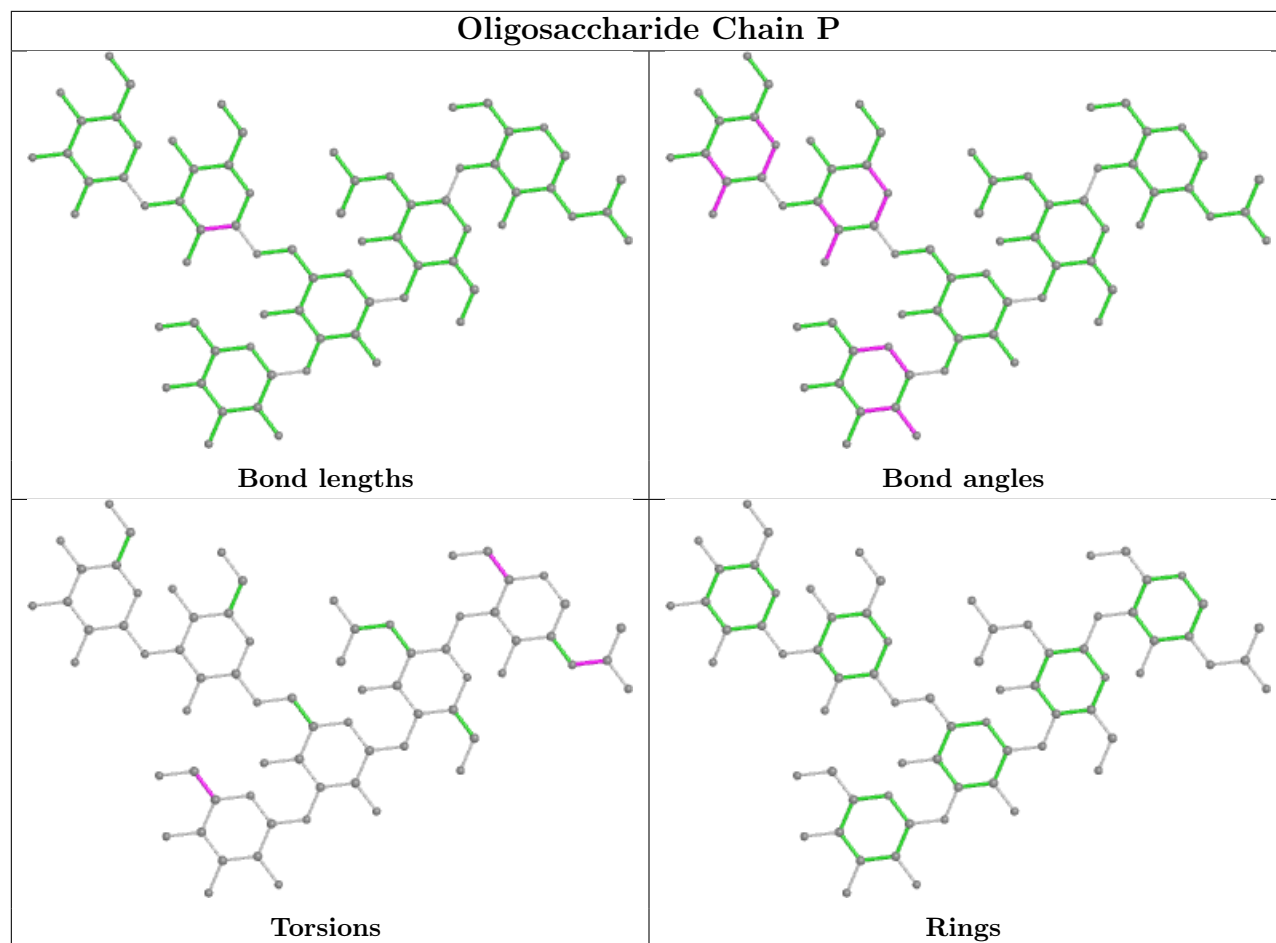 Oligosaccharide Chain P
Bond lengths
Bond angles
Torsions
Rings